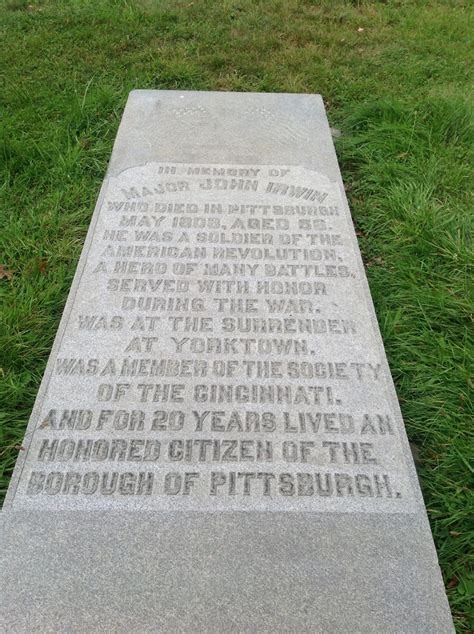 IN MEMORY OF
MAJOR JOHN IRWIN
WHO DIED IN PITTSBURGH
MAY 1808, AGED 56.
HE WAS A SOLDIER OF THE
AMERICAN REVOLUTION.
A HERO OF MANY BATTLES,
SERVED WITH HONOR
DURING THE WAR.
WAS AT THE SURRENDER
AT YORKTOWN.
WAS A MEMBER OF THE SOCIETY
OF THE CINCINNATI.
AND FOR 20 YEARS LIVED AN
HONORED CITIZEN OF THE
BOROUGH OF PITTSBURGH.